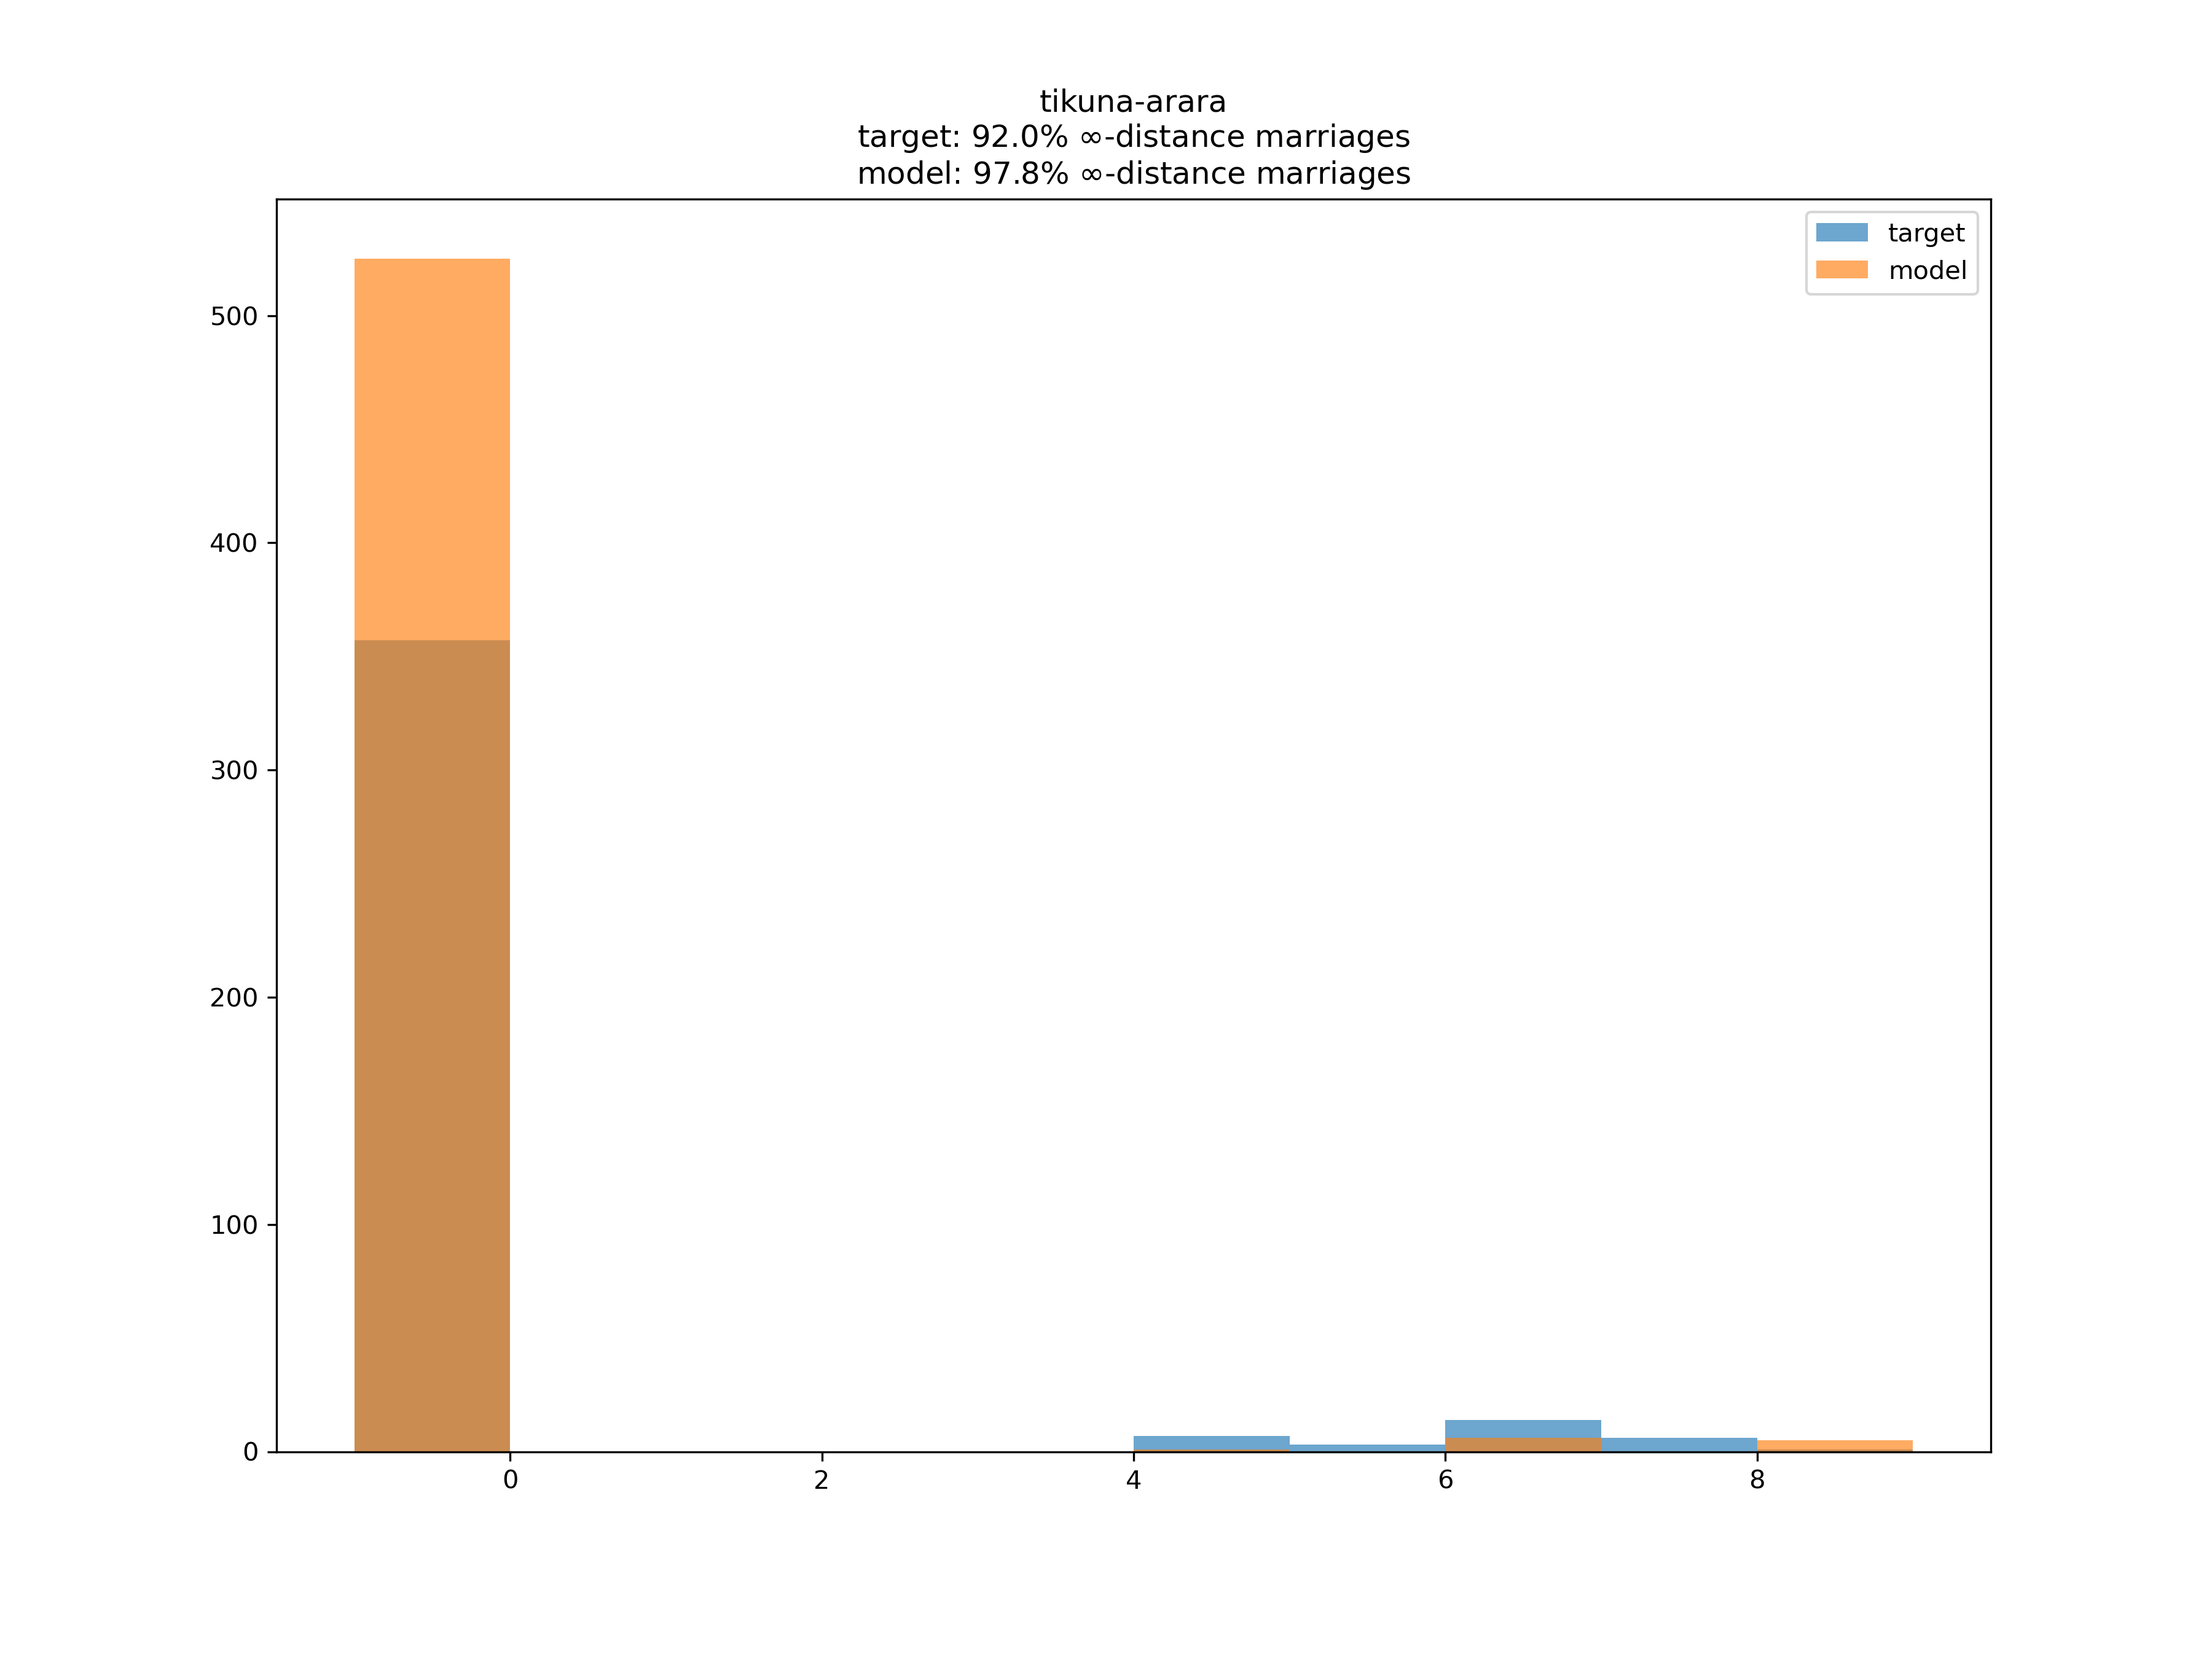 tikuna-arara
target: 92.0% ∞-distance marriages
model: 97.8% ∞-distance marriages
target
model
500
400
300
200
100
0
0 2 4 6 8